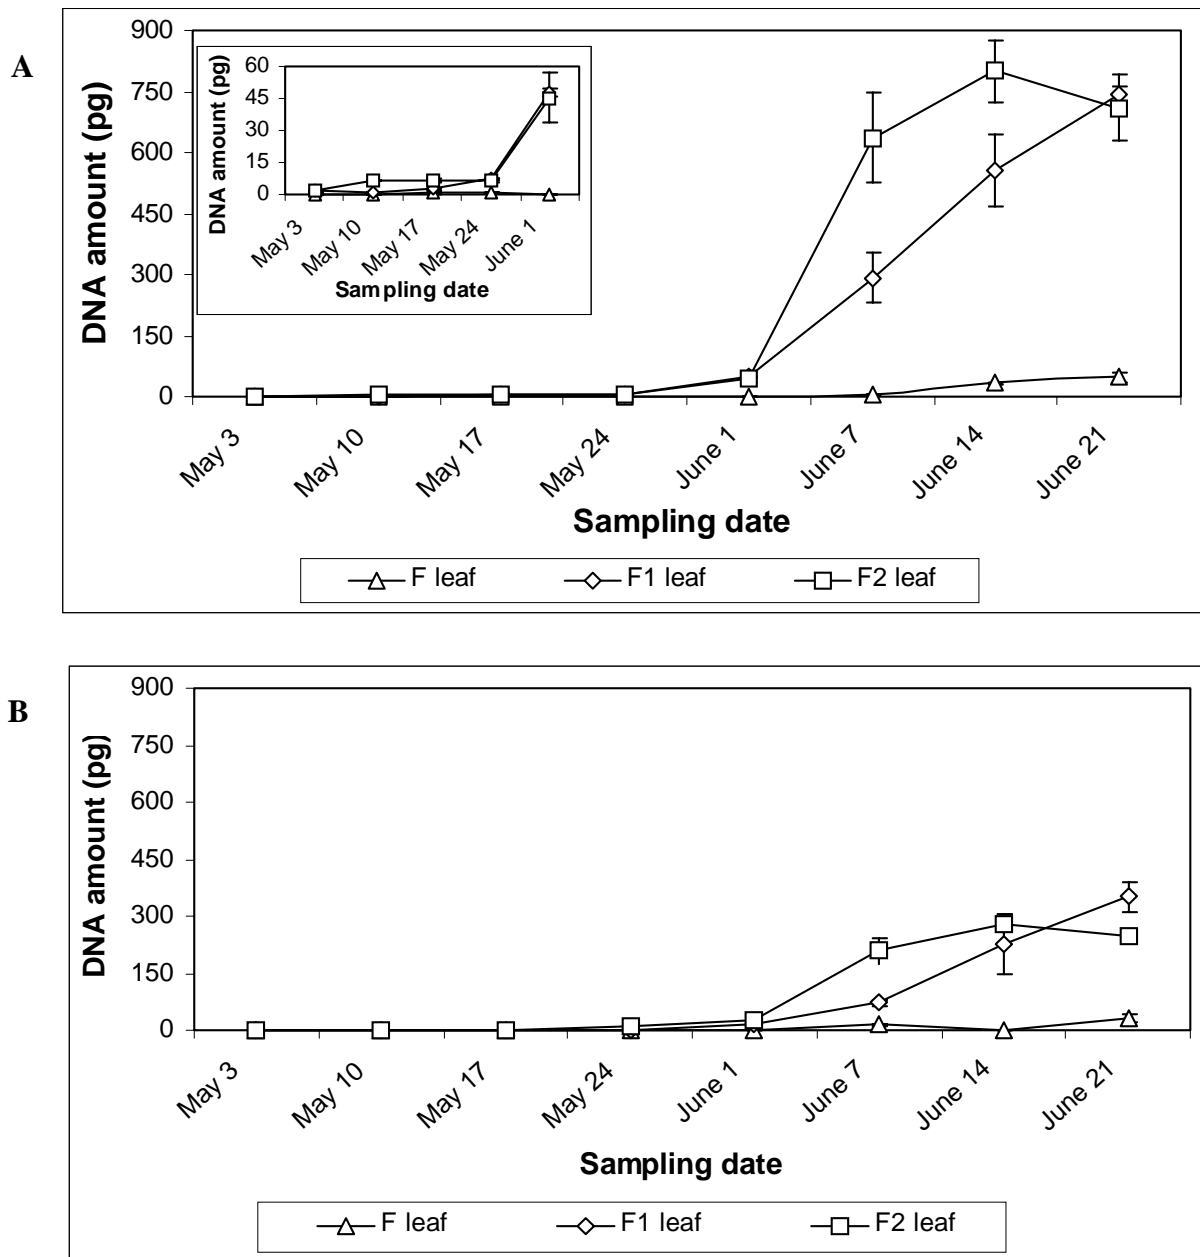 A
900
750
600
450
300
150
0
DNA amount (pg)
60
45
30
15
0
DNA amount (pg)
May 3
May 10
May 17
May 24
June 1
Sampling date
May 3
May 10
May 17
May 24
June 1
June 7
June 14
June 21
Sampling date
F leaf
F1 leaf
F2 leaf
B
900
750
600
450
300
150
0
DNA amount (pg)
May 3
May 10
May 17
May 24
June 1
June 7
June 14
June 21
Sampling date
F leaf
F1 leaf
F2 leaf